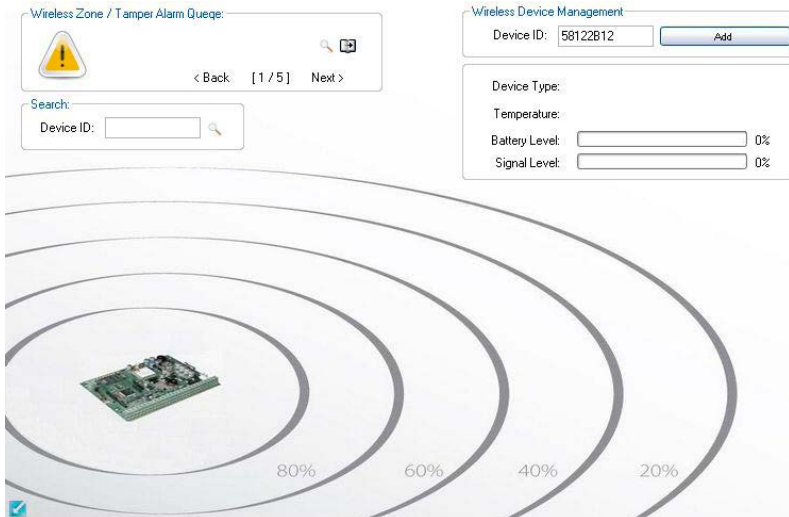 Wireless Zone / Tamper Alarm Queqe:
< Back [ 1 / 5 ] Next >
Search:
Device ID:
Wireless Device Management
Device ID: 58122B12 Add
Device Type:
Temperature:
Battery Level: 0%
Signal Level: 0%
80% 60% 40% 20%